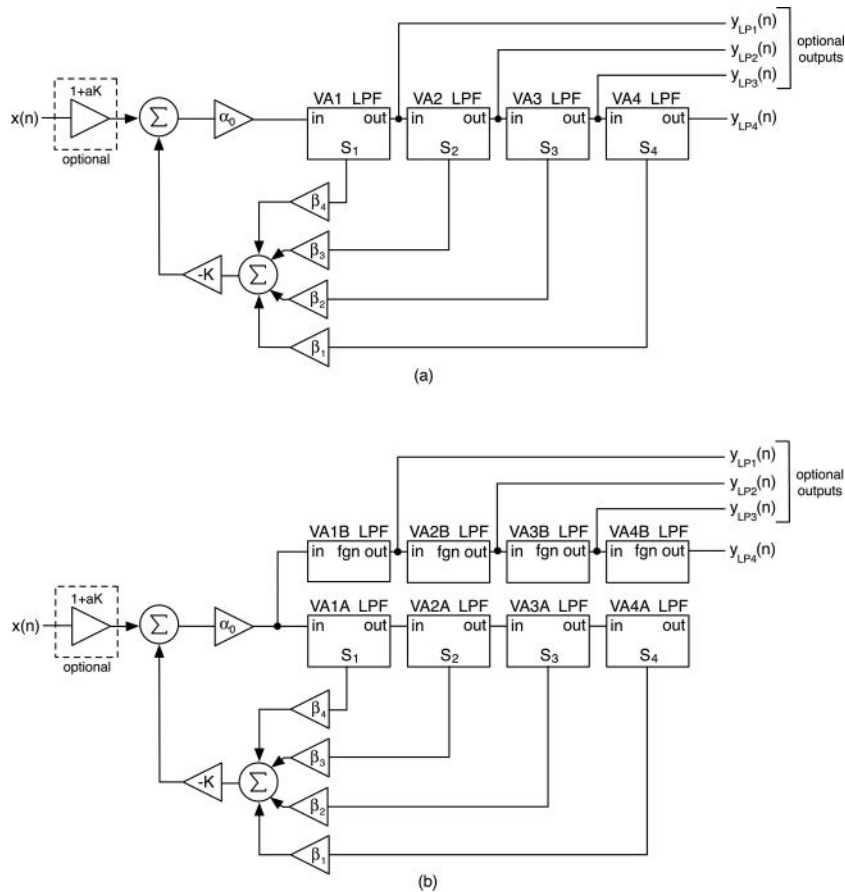 y_LP1(n)
y_LP2(n)
optional
outputs
y_LP3(n)
1+aK
VA1 LPF VA2 LPF VA3 LPF VA4 LPF
x(n) Σ α₀ in out in out in out in out y_LP4(n)
optional
S₁ S₂ S₃ S₄
β₄
β₃
-K Σ
β₂
β₁
(a)
y_LP1(n)
y_LP2(n)
optional
outputs
y_LP3(n)
VA1B LPF VA2B LPF VA3B LPF VA4B LPF
in fgn out in fgn out in fgn out in fgn out y_LP4(n)
1+aK
VA1A LPF VA2A LPF VA3A LPF VA4A LPF
x(n) Σ α₀ in out in out in out in out
optional
S₁ S₂ S₃ S₄
β₄
β₃
-K Σ
β₂
β₁
(b)